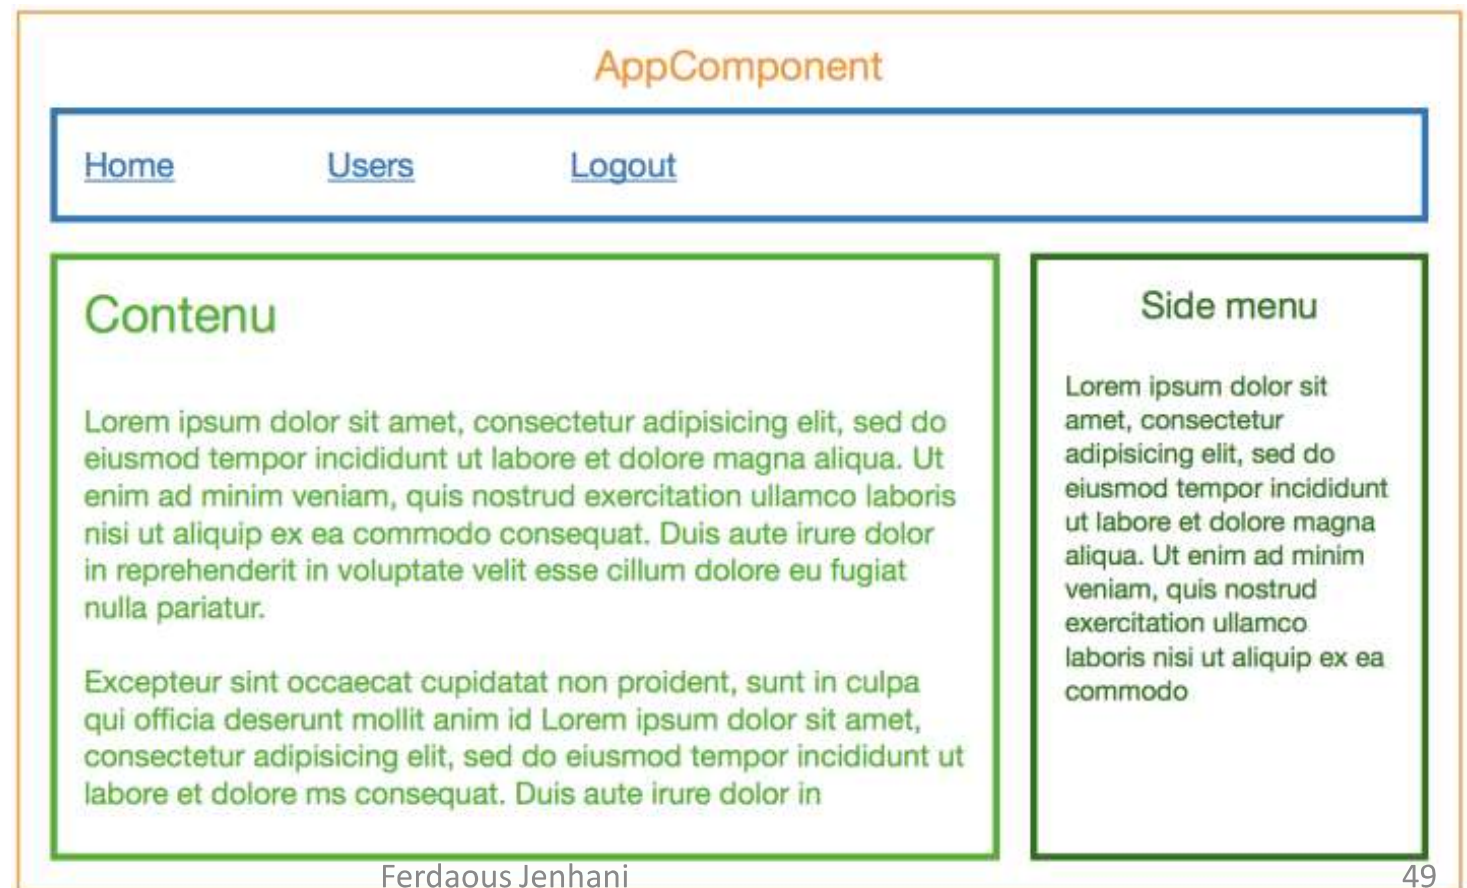 AppComponent
Home Users Logout
Contenu
Lorem ipsum dolor sit amet, consectetur adipisicing elit, sed do
eiusmod tempor incididunt ut labore et dolore magna aliqua. Ut
enim ad minim veniam, quis nostrud exercitation ullamco laboris
nisi ut aliquip ex ea commodo consequat. Duis aute irure dolor
in reprehenderit in voluptate velit esse cillum dolore eu fugiat
nulla pariatur.
Excepteur sint occaecat cupidatat non proident, sunt in culpa
qui officia deserunt mollit anim id Lorem ipsum dolor sit amet,
consectetur adipisicing elit, sed do eiusmod tempor incididunt ut
labore et dolore ms consequat. Duis aute irure dolor in
Side menu
Lorem ipsum dolor sit
amet, consectetur
adipisicing elit, sed do
eiusmod tempor incididunt
ut labore et dolore magna
aliqua. Ut enim ad minim
veniam, quis nostrud
exercitation ullamco
laboris nisi ut aliquip ex ea
commodo
Ferdaous Jenhani
49